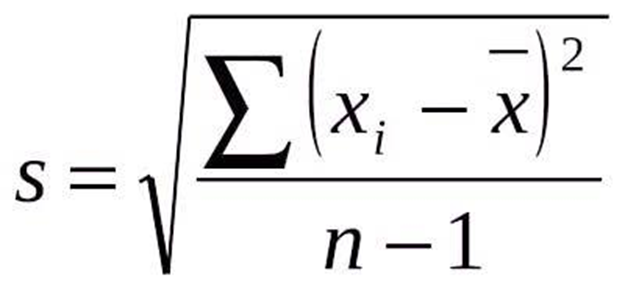 s = √(∑(xᵢ − x̄)² / (n − 1))